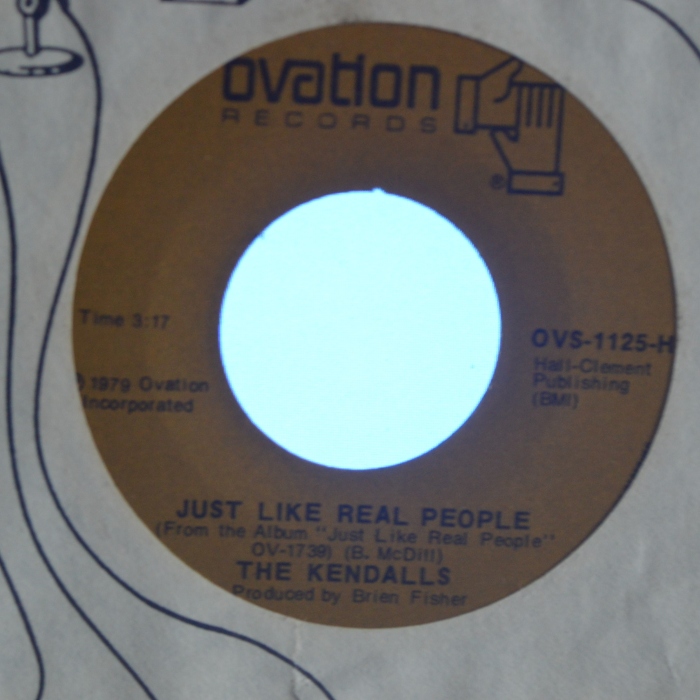 ovation
RECORDS
®
Time 3:17
OVS-1125-H
Hall-Clement
Publishing
(BMI)
1979 Ovation
Incorporated
JUST LIKE REAL PEOPLE
(From the Album "Just Like Real People"
OV-1739) (B. McDill)
THE KENDALLS
Produced by Brien Fisher